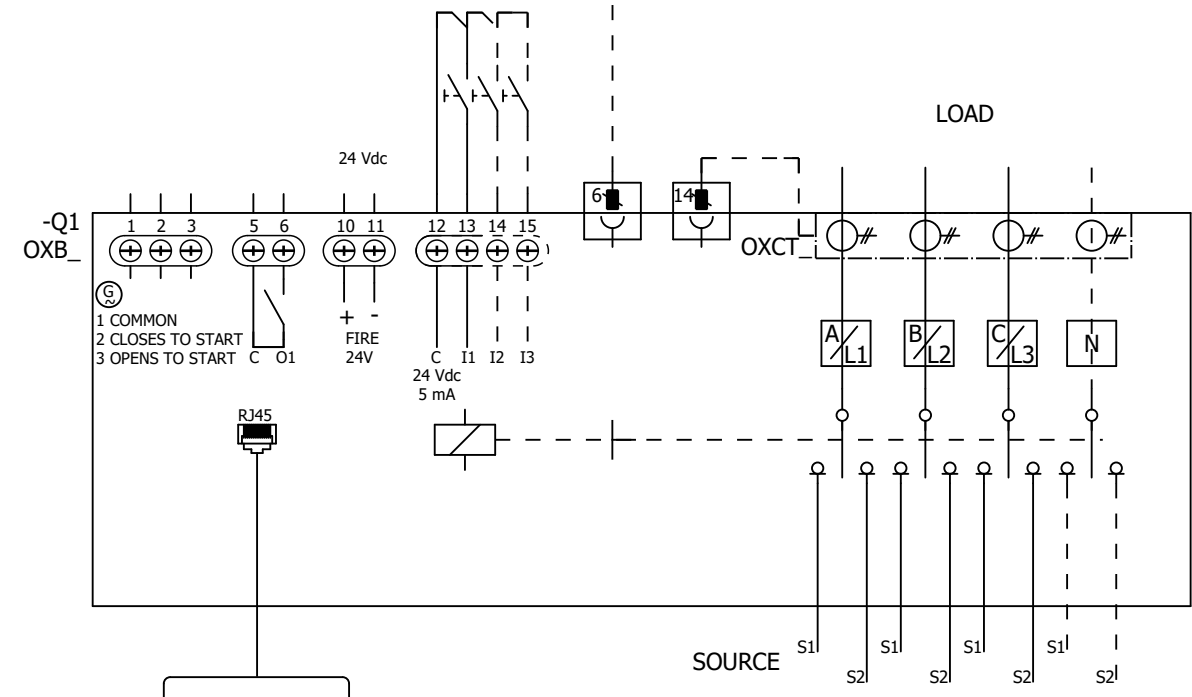 LOAD
24 Vdc
6
14
-Q1
OXB_
1 2 3 5 6 10 11 12 13 14 15
OXCT_
G
~
1 COMMON
2 CLOSES TO START
3 OPENS TO START
C O1
+ -
FIRE
24V
C I1 I2 I3
24 Vdc
5 mA
A/L1
B/L2
C/L3
N
RJ45
SOURCE
S1 S1 S1 S1
S2 S2 S2 S2